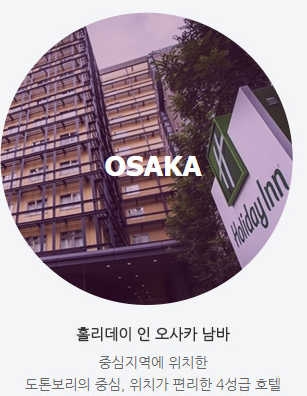 OSAKA
H
Holiday Inn
홀리데이 인 오사카 남바
중심지역에 위치한
도톤보리의 중심, 위치가 편리한 4성급 호텔